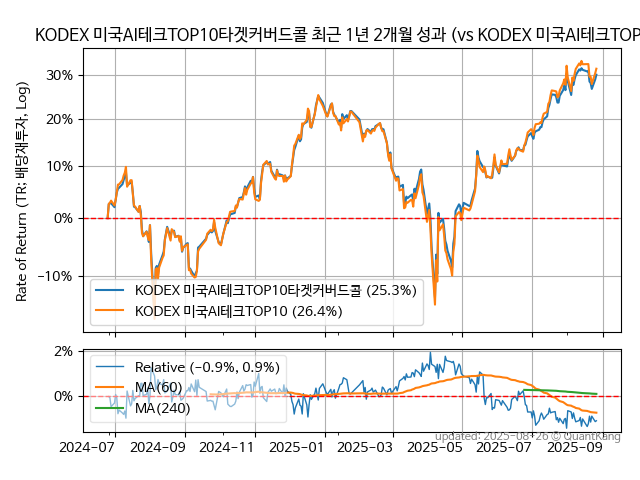 KODEX 미국AI테크TOP10타겟커버드콜 최근 1년 2개월 성과 (vs KODEX 미국AI테크TOP
Rate of Return (TR: 배당재투자, Log)
30%
20%
10%
0%
−10%
KODEX 미국AI테크TOP10타겟커버드콜 (25.3%)
KODEX 미국AI테크TOP10 (26.4%)
2%
0%
Relative (−0.9%, 0.9%)
MA(60)
MA(240)
2024−07 2024−09 2024−11 2025−01 2025−03 2025−05 2025−07 2025−09
updated: 2025−08−26 © QuantKang